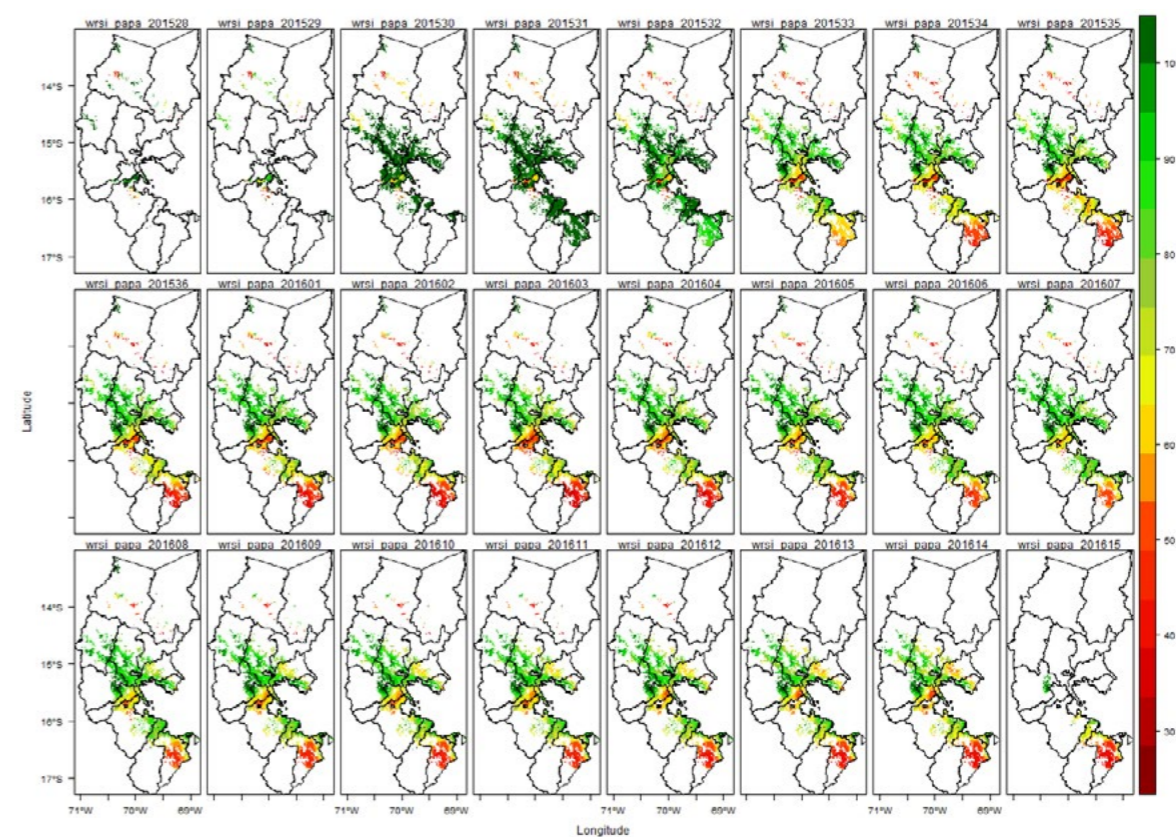 wrsi_papa_201528 wrsi_papa_201529 wrsi_papa_201530 wrsi_papa_201531 wrsi_papa_201532 wrsi_papa_201533 wrsi_papa_201534 wrsi_papa_201535
14°S
15°S
16°S
17°S
wrsi_papa_201536 wrsi_papa_201601 wrsi_papa_201602 wrsi_papa_201603 wrsi_papa_201604 wrsi_papa_201605 wrsi_papa_201606 wrsi_papa_201607
Latitude
wrsi_papa_201608 wrsi_papa_201609 wrsi_papa_201610 wrsi_papa_201611 wrsi_papa_201612 wrsi_papa_201613 wrsi_papa_201614 wrsi_papa_201615
14°S
15°S
16°S
17°S
71°W 70°W 69°W 71°W 70°W 69°W 71°W 70°W 69°W 71°W 70°W 69°W
Longitude
90
80
70
60
50
40
30